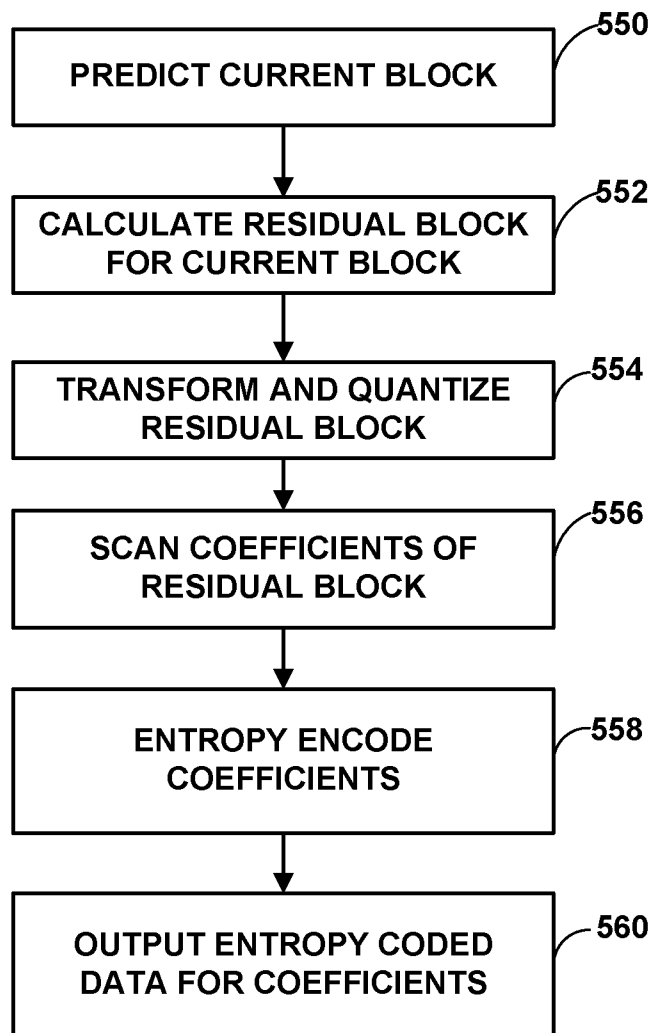 550
PREDICT CURRENT BLOCK
552
CALCULATE RESIDUAL BLOCK
FOR CURRENT BLOCK
554
TRANSFORM AND QUANTIZE
RESIDUAL BLOCK
556
SCAN COEFFICIENTS OF
RESIDUAL BLOCK
558
ENTROPY ENCODE
COEFFICIENTS
560
OUTPUT ENTROPY CODED
DATA FOR COEFFICIENTS